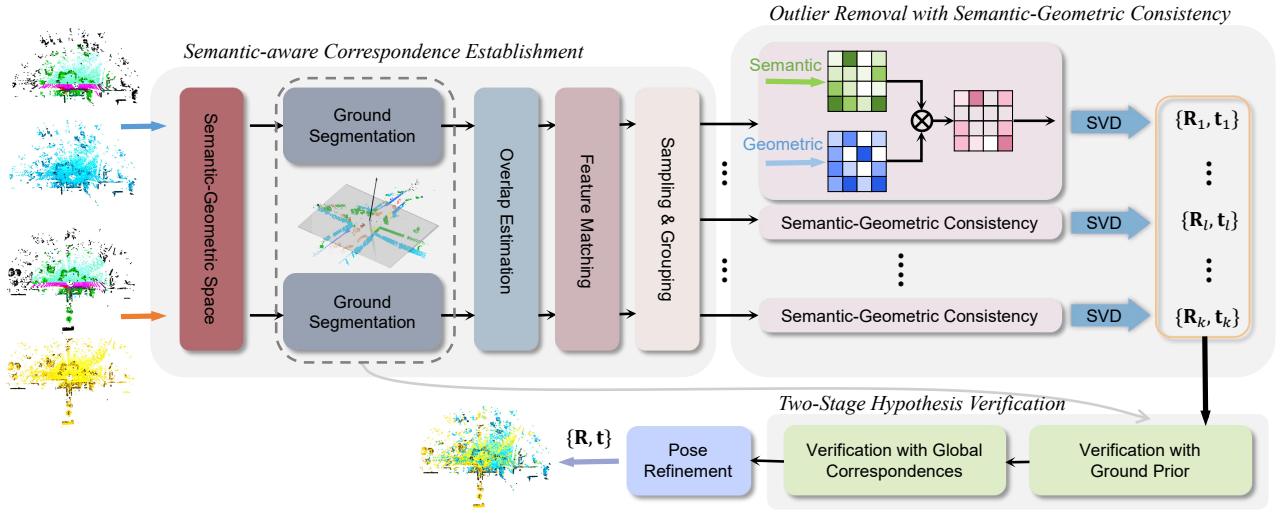 Outlier Removal with Semantic-Geometric Consistency
Semantic-aware Correspondence Establishment
Semantic-Geometric Space
Ground
Segmentation
Ground
Segmentation
Overlap Estimation
Feature Matching
Sampling & Grouping
Semantic
Geometric
SVD
{R₁, t₁}
Semantic-Geometric Consistency
SVD
{Rₗ, tₗ}
Semantic-Geometric Consistency
SVD
{Rₖ, tₖ}
Two-Stage Hypothesis Verification
{R, t}
Pose
Refinement
Verification with Global
Correspondences
Verification with
Ground Prior